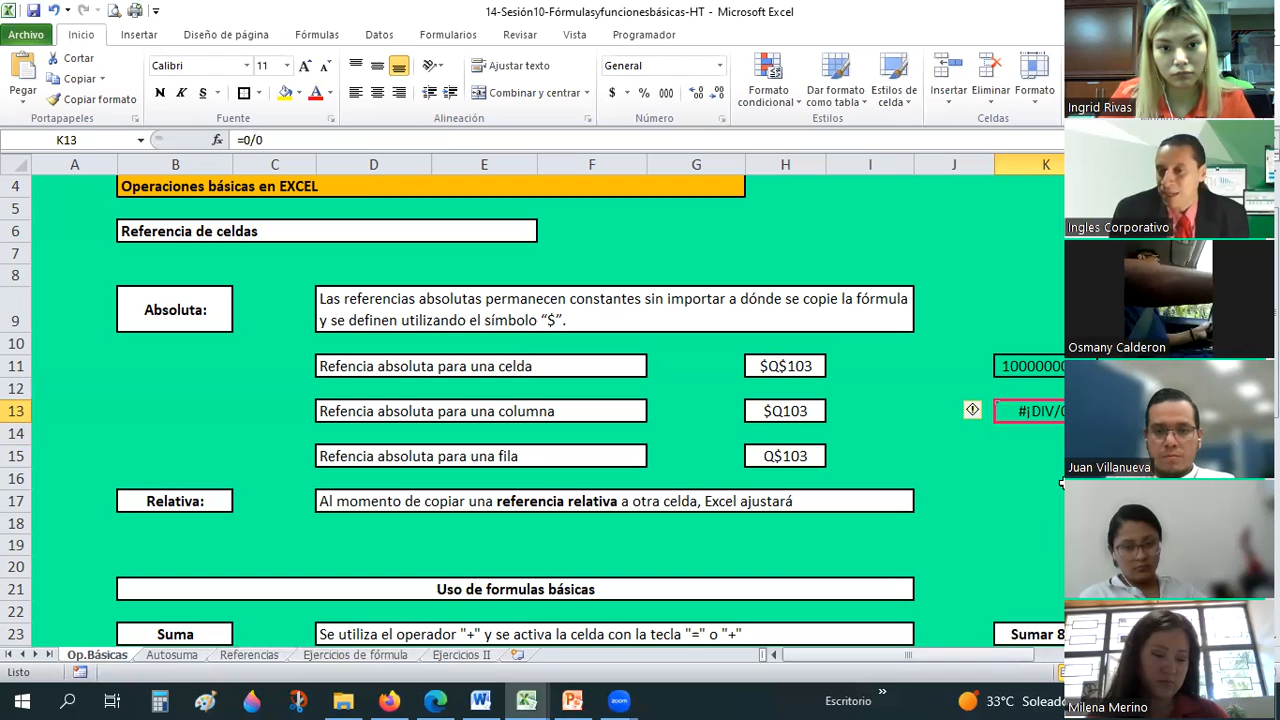 14-Sesión10-Fórmulasyfuncionesbásicas-HT - Microsoft Excel
Archivo Inicio Insertar Diseño de página Fórmulas Datos Formularios Revisar Vista Programador
Pegar Cortar Copiar Copiar formato
Calibri 11
N K S
Ajustar texto
Combinar y centrar
General
$ % 000
Formato condicional
Dar formato como tabla
Estilos de celda
Insertar Eliminar Formato
Portapapeles Fuente Alineación Número Estilos Celdas
K13 fx =0/0
A B C D E F G H I J K
4 Operaciones básicas en EXCEL
5
6 Referencia de celdas
7
8
9 Absoluta: Las referencias absolutas permanecen constantes sin importar a dónde se copie la fórmula
y se definen utilizando el símbolo “$”.
10
11 Refencia absoluta para una celda $Q$103 10000000
12
13 Refencia absoluta para una columna $Q103 #¡DIV/0
14
15 Refencia absoluta para una fila Q$103
16
17 Relativa: Al momento de copiar una referencia relativa a otra celda, Excel ajustará
18
19
20
21 Uso de formulas básicas
22
23 Suma Se utiliza el operador "+" y se activa la celda con la tecla "=" o "+" Sumar 8
Op.Básicas Autosuma Referencias Ejercicios de fórmula Ejercicios II
Listo
Escritorio 33°C Soleado
Ingrid Rivas
Ingles Corporativo
Osmany Calderon
Juan Villanueva
Milena Merino